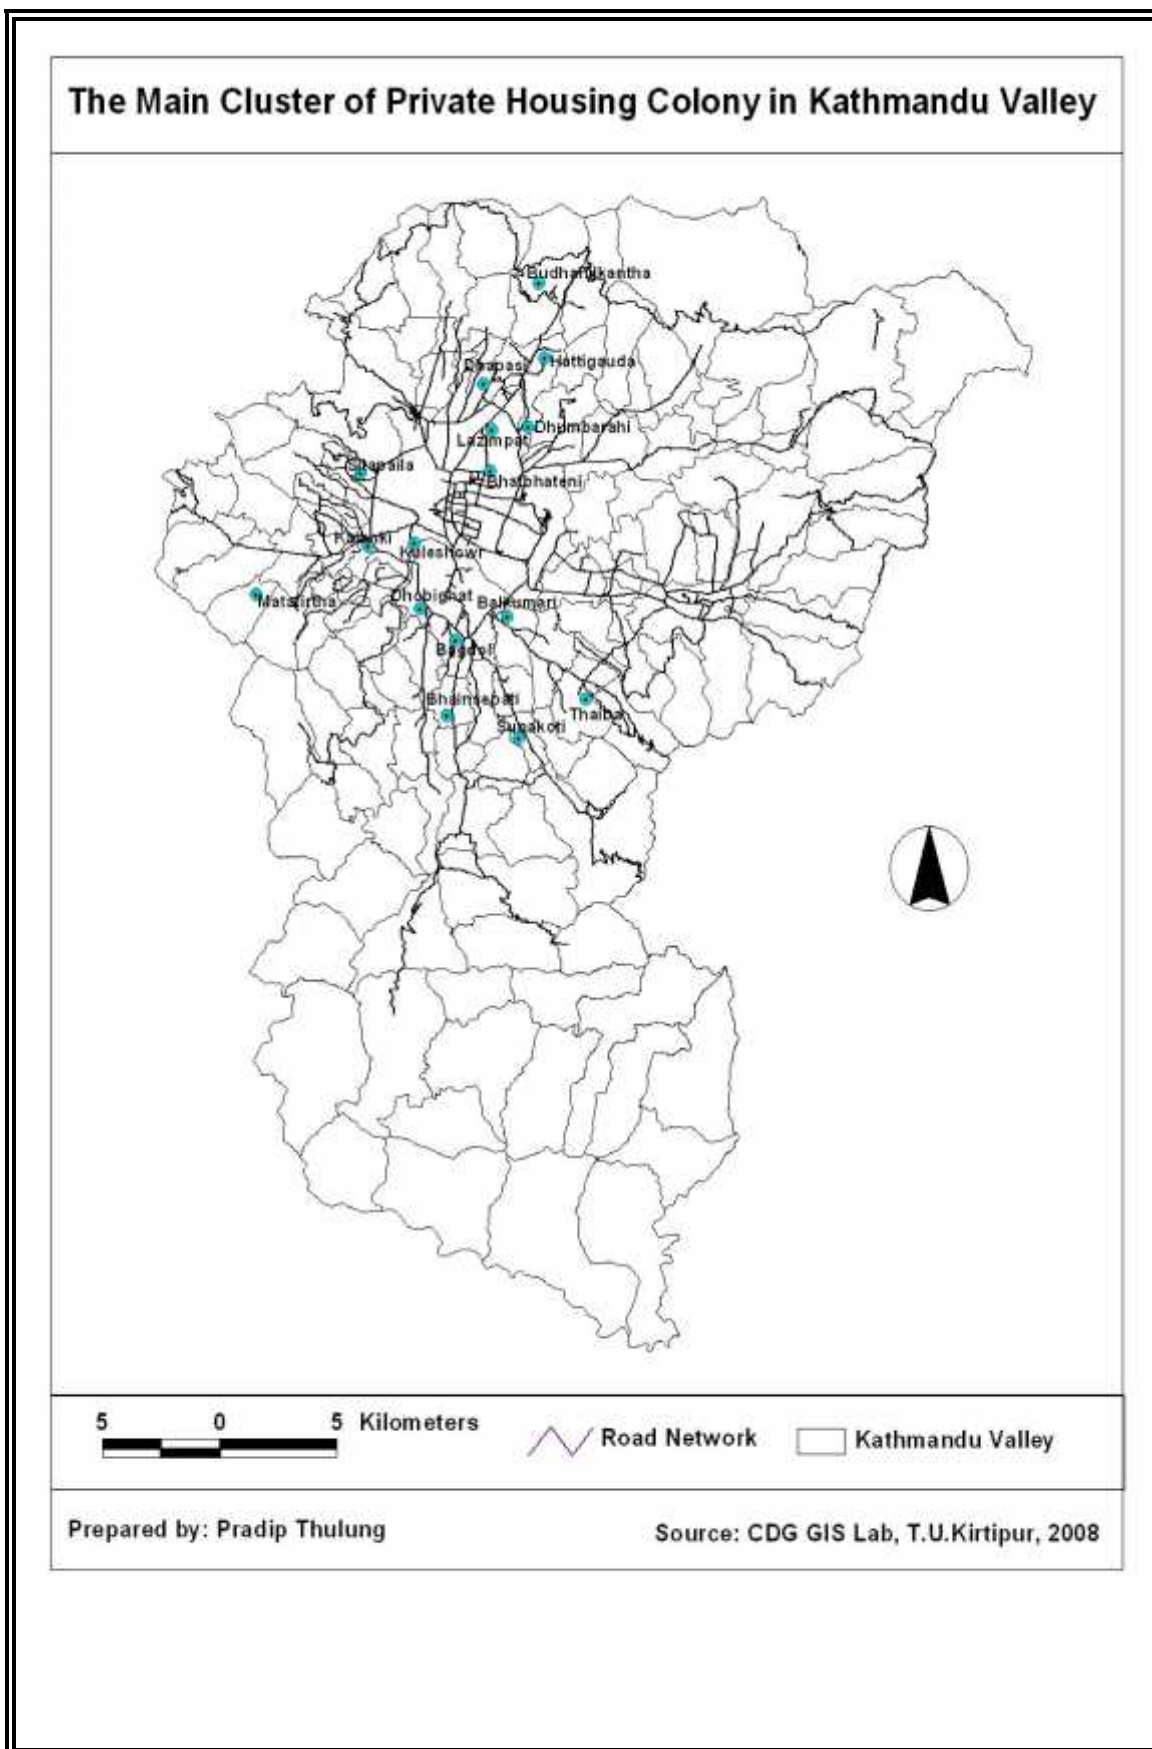 The Main Cluster of Private Housing Colony in Kathmandu Valley
Budhanilkantha
Hattigauda
Dhapasi
Dhumbarahi
Lazimpat
Sitapaila
Bhatbhateni
Kalanki
Kuleshowr
Matatirtha
Dhobighat
Balkumari
Bagdol
Bhainsepati
Thaiba
Sunakoti
5 0 5 Kilometers
Road Network
Kathmandu Valley
Prepared by: Pradip Thulung
Source: CDG GIS Lab, T.U.Kirtipur, 2008